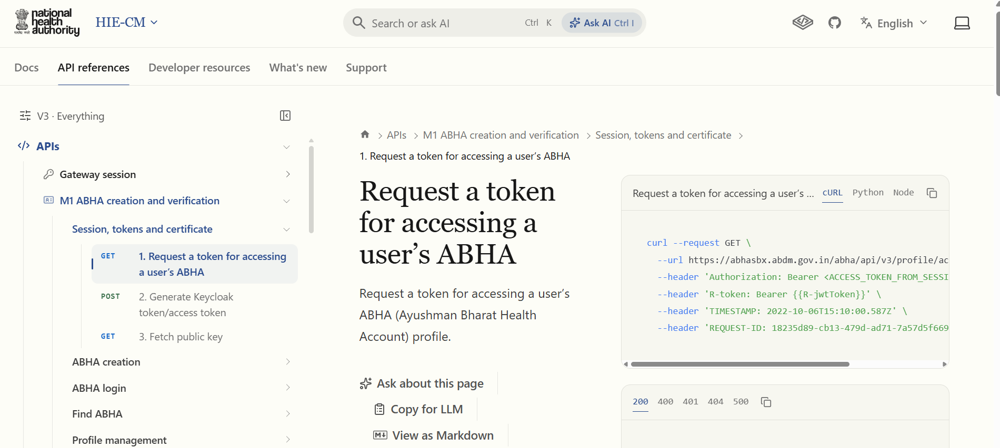 national
health
authority
HIE-CM
Search or ask AI
Ctrl K
Ask AI Ctrl I
English
Docs
API references
Developer resources
What's new
Support
V3 · Everything
APIs
Gateway session
M1 ABHA creation and verification
Session, tokens and certificate
GET 1. Request a token for accessing
a user’s ABHA
POST 2. Generate Keycloak
token/access token
GET 3. Fetch public key
ABHA creation
ABHA login
Find ABHA
Profile management
APIs > M1 ABHA creation and verification > Session, tokens and certificate >
1. Request a token for accessing a user’s ABHA
Request a token
for accessing a
user’s ABHA
Request a token for accessing a user’s
ABHA (Ayushman Bharat Health
Account) profile.
Ask about this page
Copy for LLM
View as Markdown
Request a token for accessing a user’s ...
cURL
Python
Node
curl --request GET \
--url https://abhasbx.abdm.gov.in/abha/api/v3/profile/ac
--header 'Authorization: Bearer <ACCESS_TOKEN_FROM_SESSI
--header 'R-token: Bearer {{R-jwtToken}}' \
--header 'TIMESTAMP: 2022-10-06T15:10:00.587Z' \
--header 'REQUEST-ID: 18235d89-cb13-479d-ad71-7a57d5f669
200 400 401 404 500